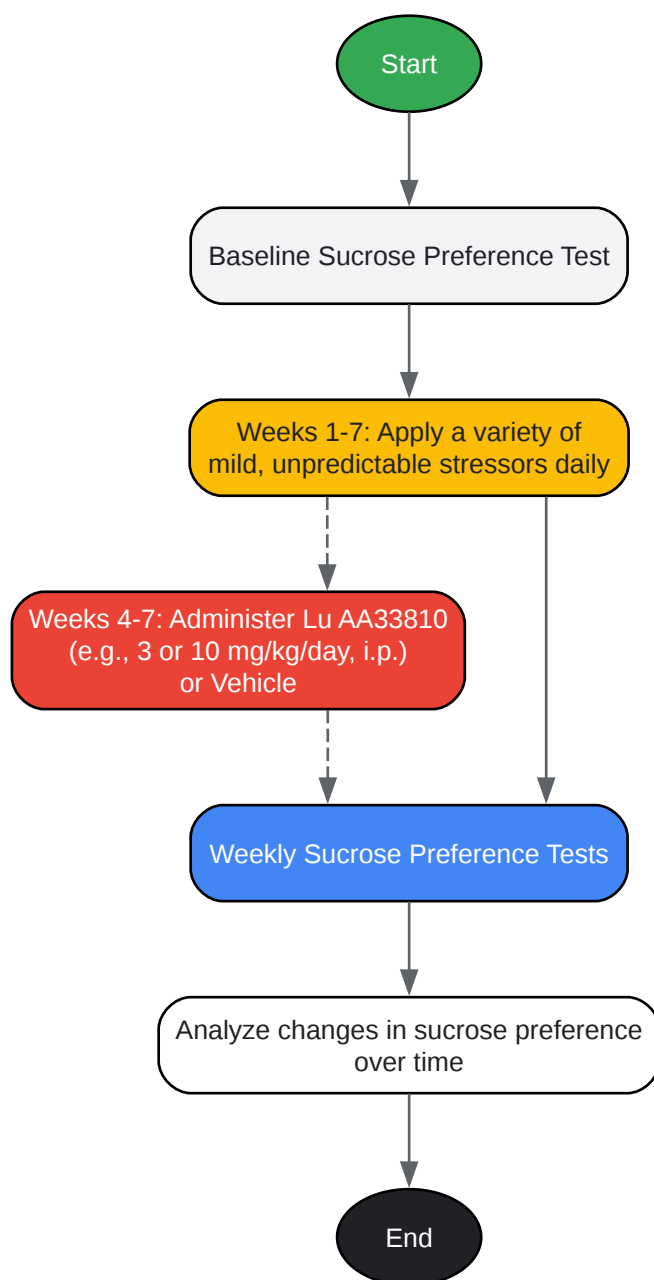 Start
Baseline Sucrose Preference Test
Weeks 1-7: Apply a variety of
mild, unpredictable stressors daily
Weeks 4-7: Administer Lu AA33810
(e.g., 3 or 10 mg/kg/day, i.p.)
or Vehicle
Weekly Sucrose Preference Tests
Analyze changes in sucrose preference
over time
End